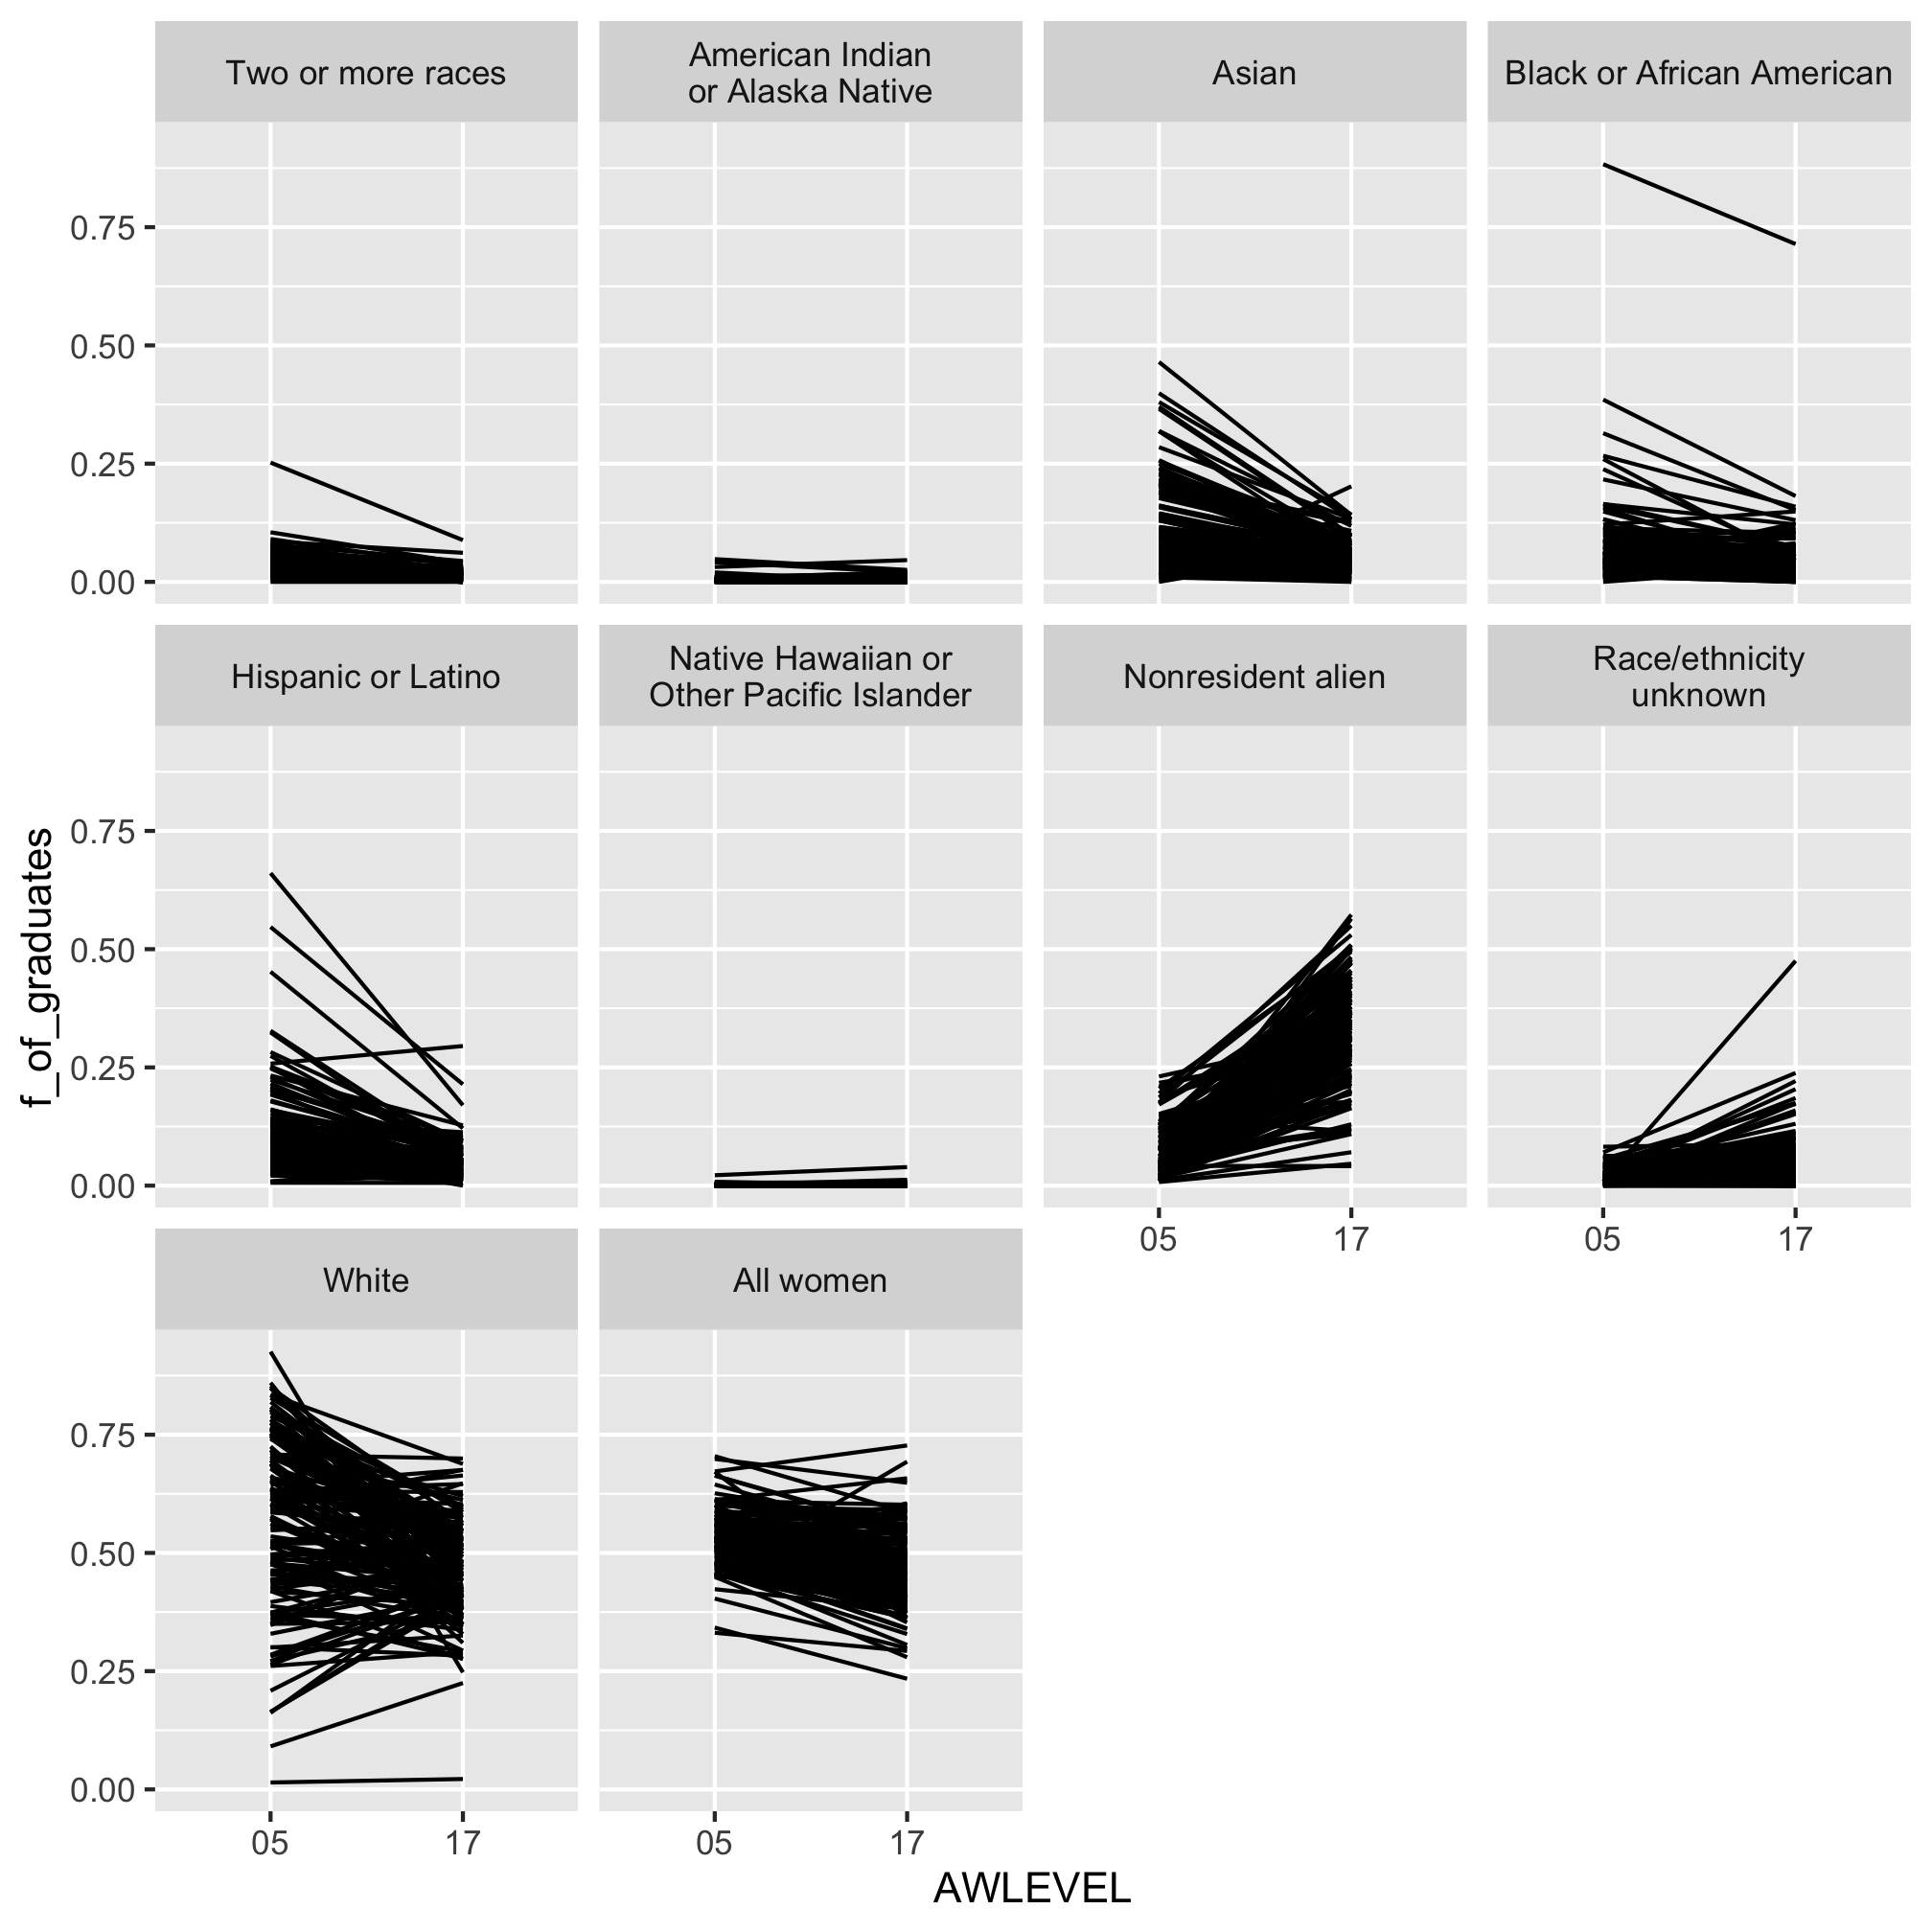 Two or more races
American Indian
or Alaska Native
Asian
Black or African American
0.75
0.50
0.25
0.00
Hispanic or Latino
Native Hawaiian or
Other Pacific Islander
Nonresident alien
Race/ethnicity
unknown
f_of_graduates
0.75
0.50
0.25
0.00
05
17
05
17
White
All women
0.75
0.50
0.25
0.00
05
17
05
17
AWLEVEL